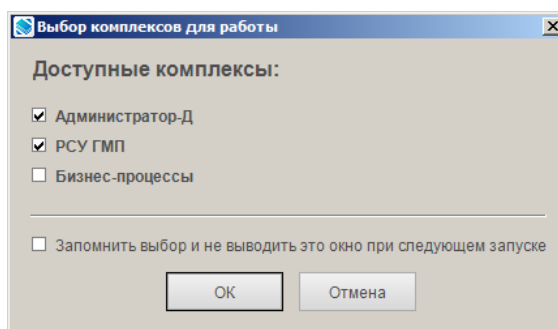 Выбор комплексов для работы
Доступные комплексы:
Администратор-Д
РСУ ГМП
Бизнес-процессы
Запомнить выбор и не выводить это окно при следующем запуске
ОК
Отмена